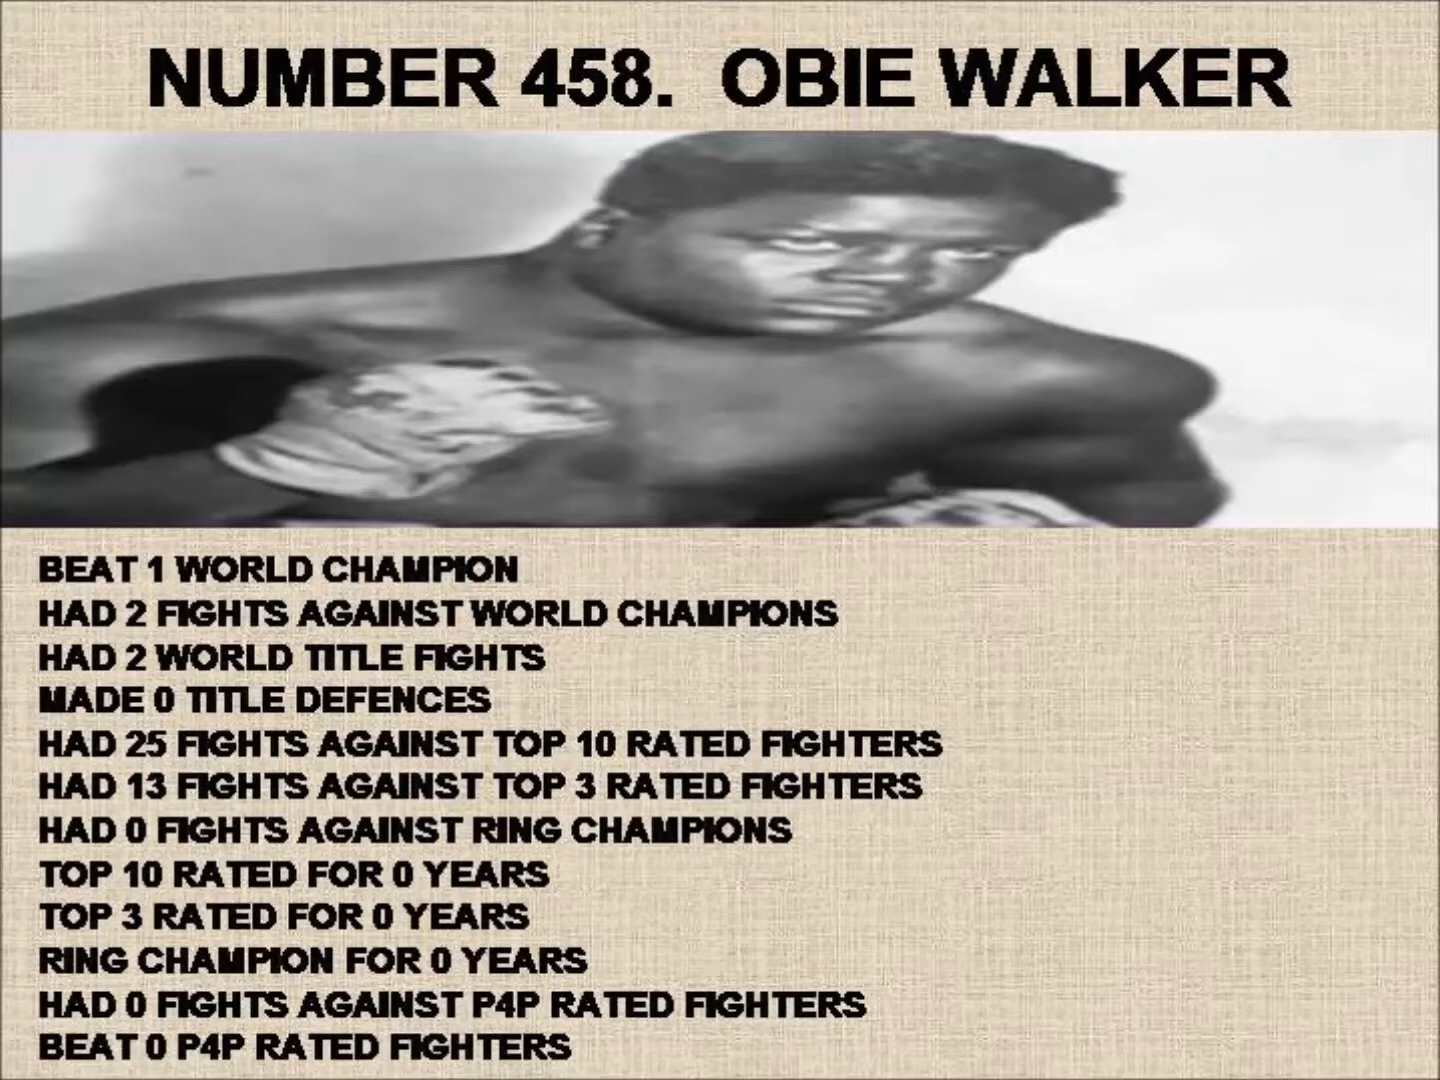 NUMBER 458. OBIE WALKER
BEAT 1 WORLD CHAMPION
HAD 2 FIGHTS AGAINST WORLD CHAMPIONS
HAD 2 WORLD TITLE FIGHTS
MADE 0 TITLE DEFENCES
HAD 25 FIGHTS AGAINST TOP 10 RATED FIGHTERS
HAD 13 FIGHTS AGAINST TOP 3 RATED FIGHTERS
HAD 0 FIGHTS AGAINST RING CHAMPIONS
TOP 10 RATED FOR 0 YEARS
TOP 3 RATED FOR 0 YEARS
RING CHAMPION FOR 0 YEARS
HAD 0 FIGHTS AGAINST P4P RATED FIGHTERS
BEAT 0 P4P RATED FIGHTERS